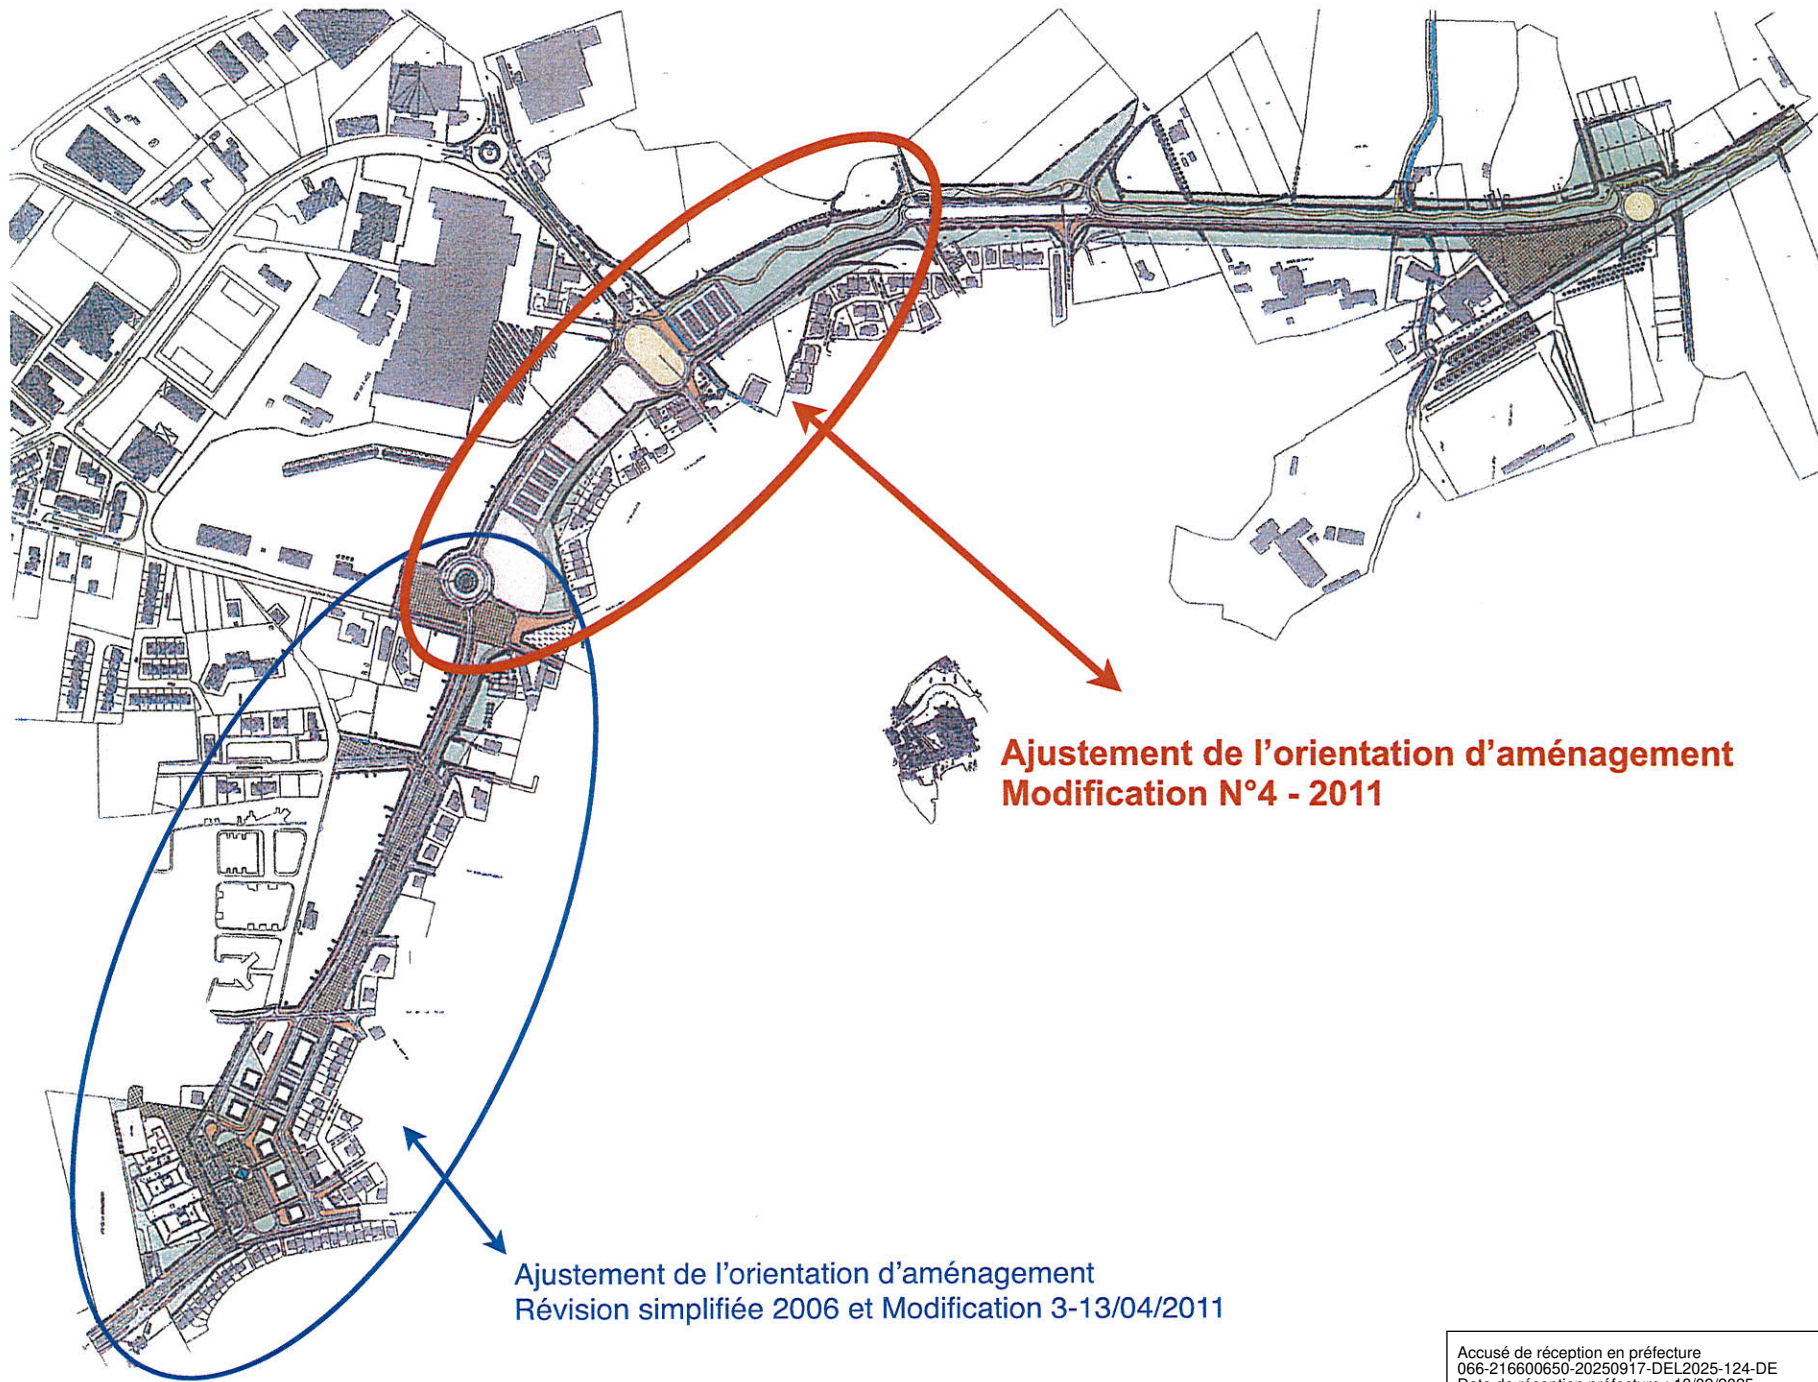 Ajustement de l'orientation d'aménagement
Modification N°4 - 2011
Ajustement de l'orientation d'aménagement
Révision simplifiée 2006 et Modification 3-13/04/2011
Accusé de réception en préfecture
066-216600650-20250917-DEL2025-124-DE